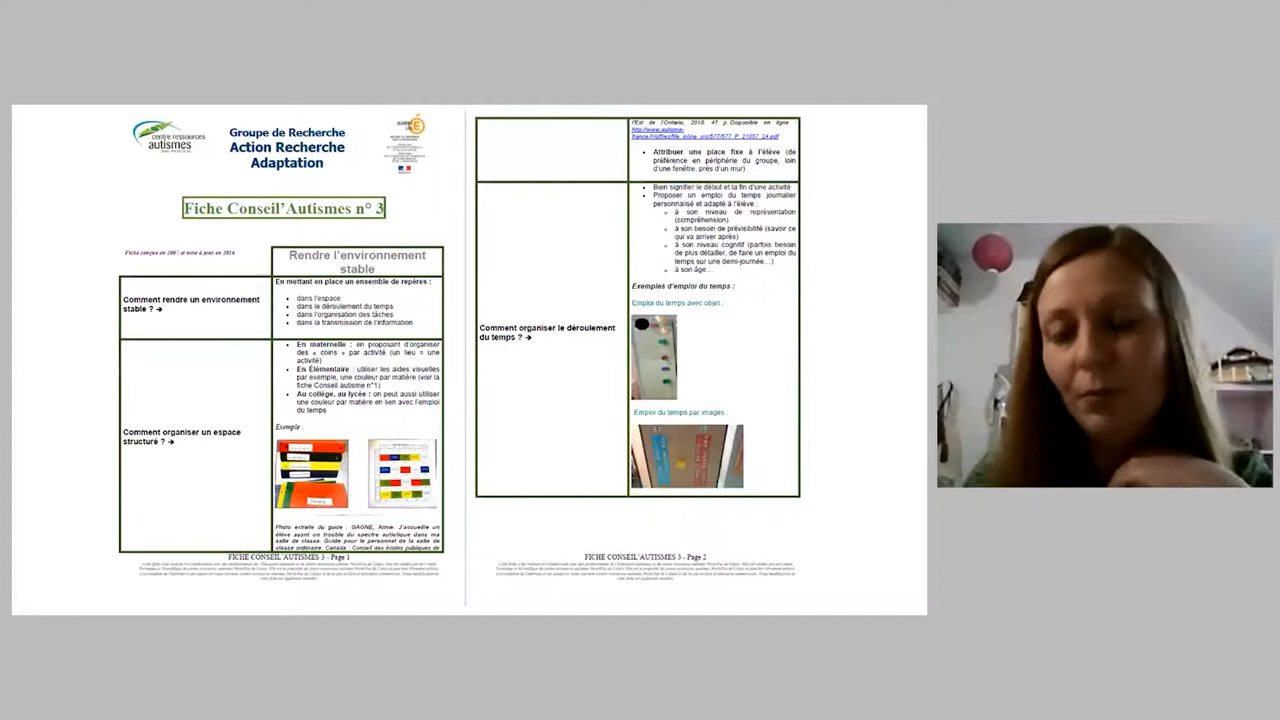 centre ressources
autismes
Groupe de Recherche
Action Recherche
Adaptation
Fiche Conseil'Autismes n° 3
Fiche conçue en 2007 et mise à jour en 2016
Rendre l'environnement
stable
Comment rendre un environnement
stable ? →
En mettant en place un ensemble de repères :
• dans l'espace
• dans le déroulement du temps
• dans l'organisation des tâches
• dans la transmission de l'information
Comment organiser un espace
structuré ? →
• En maternelle : en proposant d'organiser
des « coins » par activité (un lieu = une
activité)
• En Élémentaire : utiliser les aides visuelles
par exemple, une couleur par matière (voir la
fiche Conseil autisme n°1)
• Au collège, au lycée : on peut aussi utiliser
une couleur par matière en lien avec l'emploi
du temps
Exemple :
Photo extraite du guide : GAGNE, Annie. J'accueille un
élève ayant un trouble du spectre autistique dans ma
salle de classe. Guide pour le personnel de la salle
de classe ordinaire. Canada : Conseil des écoles publiques de
FICHE CONSEIL'AUTISMES 3 - Page 1
l'Est de l'Ontario, 2010. 47 p. Disponible en ligne :
• Attribuer une place fixe à l'élève (de
préférence en périphérie du groupe, loin
d'une fenêtre, près d'un mur)
Comment organiser le déroulement
du temps ? →
• Bien signifier le début et la fin d'une activité
• Proposer un emploi du temps journalier
personnalisé et adapté à l'élève :
o à son niveau de représentation
(compréhension)
o à son besoin de prévisibilité (savoir ce
qui va arriver après)
o à son niveau cognitif (parfois besoin
de plus détailler, de faire un emploi du
temps sur une demi-journée…)
o à son âge…
Exemples d'emploi du temps :
Emploi du temps avec objet :
Emploi du temps par images :
FICHE CONSEIL'AUTISMES 3 - Page 2